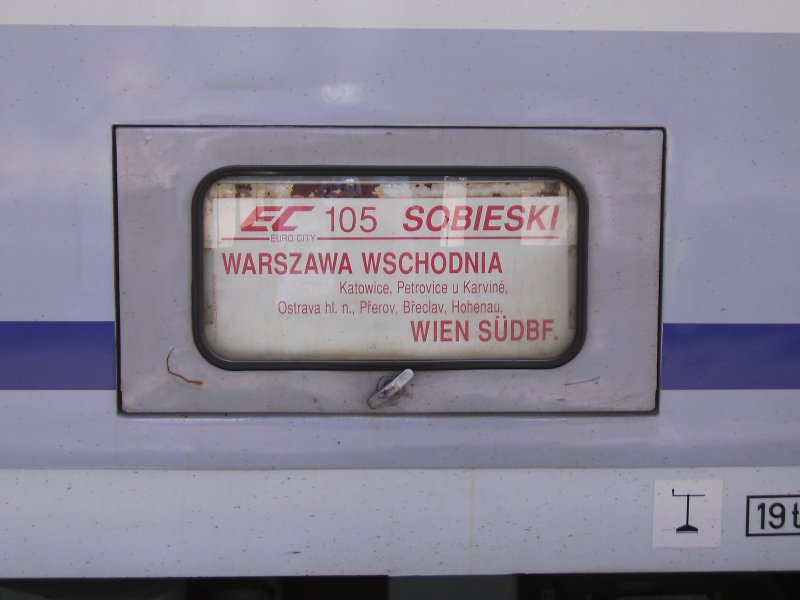 EC 105 SOBIESKI
EURO CITY
WARSZAWA WSCHODNIA
Katowice, Petrovice u Karviné,
Ostrava hl. n., Přerov, Břeclav, Hohenau,
WIEN SÜDBF.
19 t